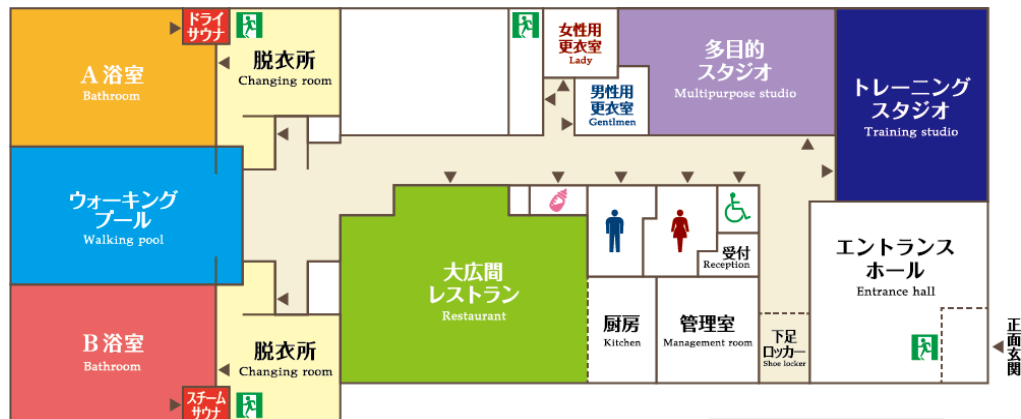 ドライ
サウナ
A浴室
Bathroom
脱衣所
Changing room
女性用
更衣室
Lady
男性用
更衣室
Gentlmen
多目的
スタジオ
Multipurpose studio
トレーニング
スタジオ
Training studio
ウォーキング
プール
Walking pool
大広間
レストラン
Restaurant
受付
Reception
エントランス
ホール
Entrance hall
厨房
Kitchen
管理室
Management room
下足
ロッカー
Shoe locker
正面玄関
B浴室
Bathroom
脱衣所
Changing room
スチーム
サウナ